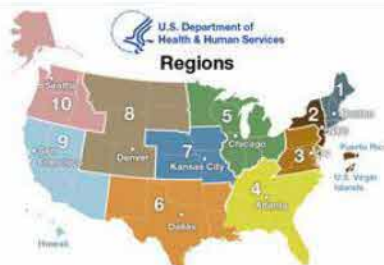 U.S. Department of
Health & Human Services
Regions
Seattle
10
8
5
1
2
Boston
9
Denver
7
Kansas City
Chicago
3
Puerto Rico
U.S. Virgin
Islands
6
4
Atlanta
Dallas
Hawaii